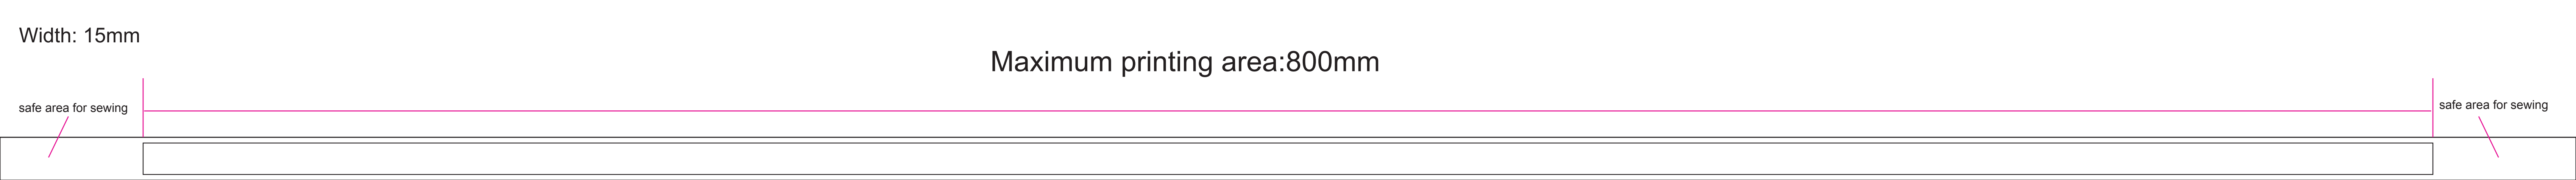 Width: 15mm
Maximum printing area:800mm
safe area for sewing
safe area for sewing